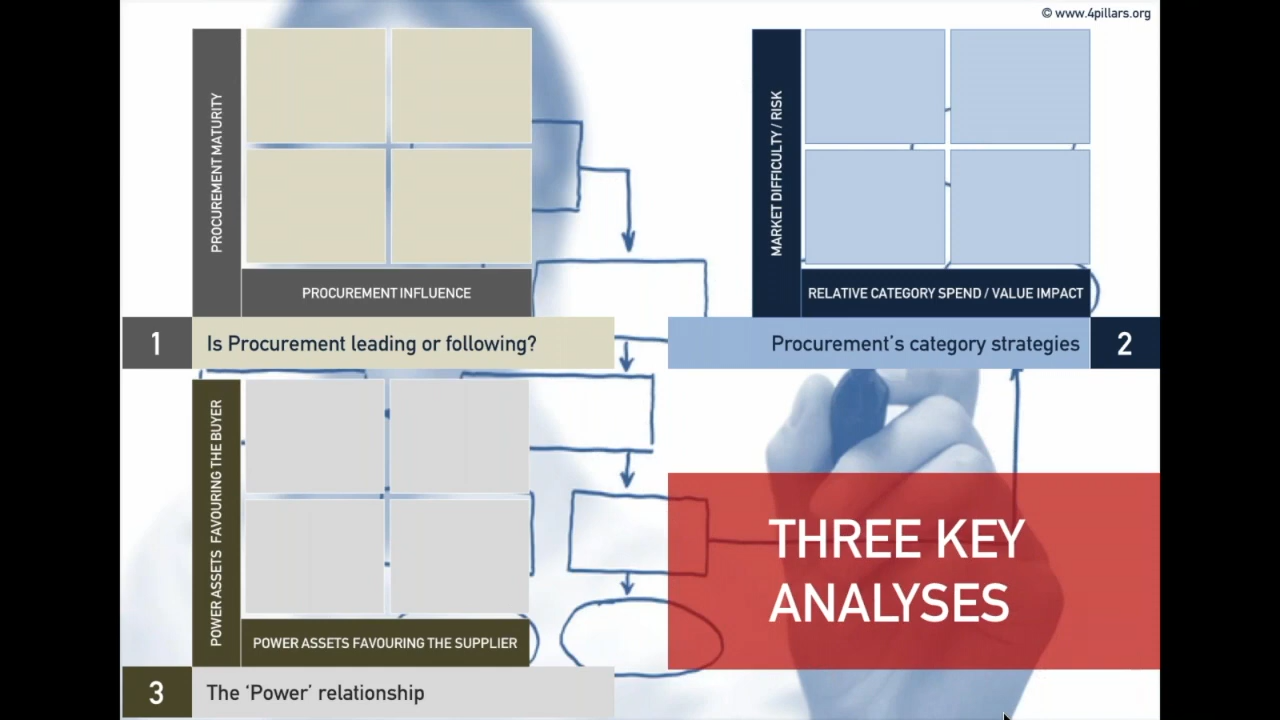 © www.4pillars.org
PROCUREMENT MATURITY
PROCUREMENT INFLUENCE
1
Is Procurement leading or following?
MARKET DIFFICULTY / RISK
RELATIVE CATEGORY SPEND / VALUE IMPACT
Procurement's category strategies
2
POWER ASSETS FAVOURING THE BUYER
POWER ASSETS FAVOURING THE SUPPLIER
3
The ‘Power’ relationship
THREE KEY
ANALYSES